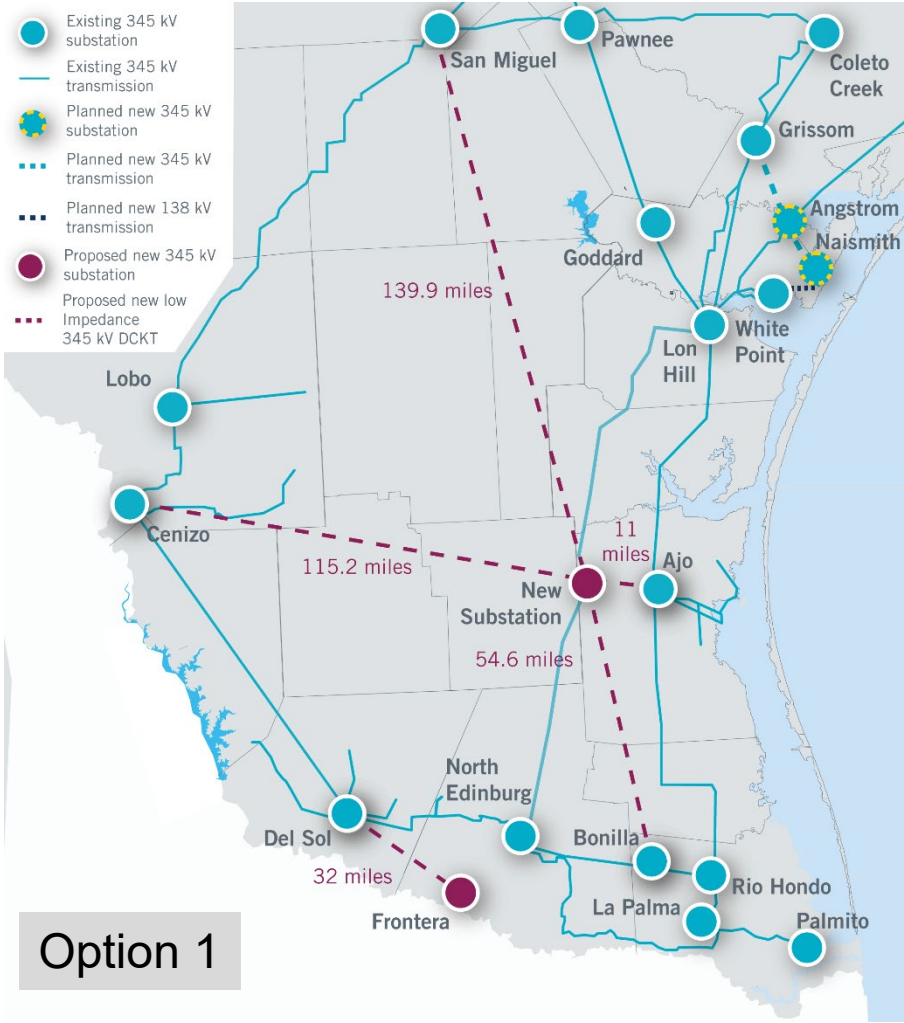 Existing 345 kV
substation
Existing 345 kV
transmission
Planned new 345 kV
substation
Planned new 345 kV
transmission
Planned new 138 kV
transmission
Proposed new 345 kV
substation
Proposed new low
Impedance
345 kV DCKT
San Miguel
Pawnee
Coleto
Creek
Grissom
Angstrom
Naismith
Goddard
139.9 miles
White
Point
Lon
Hill
Lobo
Cenizo
115.2 miles
11
miles
Ajo
New
Substation
54.6 miles
North
Edinburg
Del Sol
Bonilla
32 miles
Rio Hondo
Frontera
La Palma
Palmito
Option 1